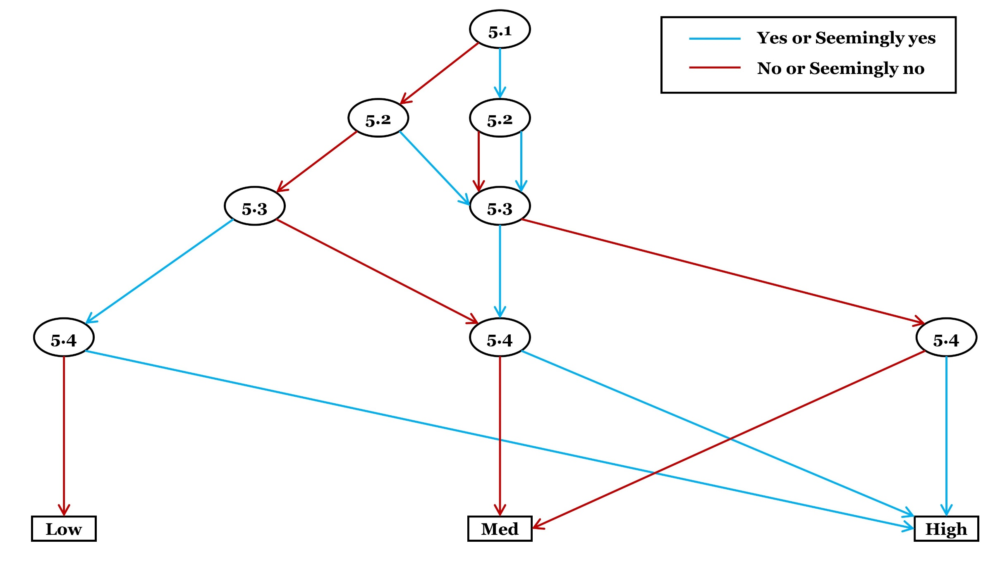 5.1
Yes or Seemingly yes
No or Seemingly no
5.2
5.2
5.3
5.3
5.4
5.4
5.4
Low
Med
High